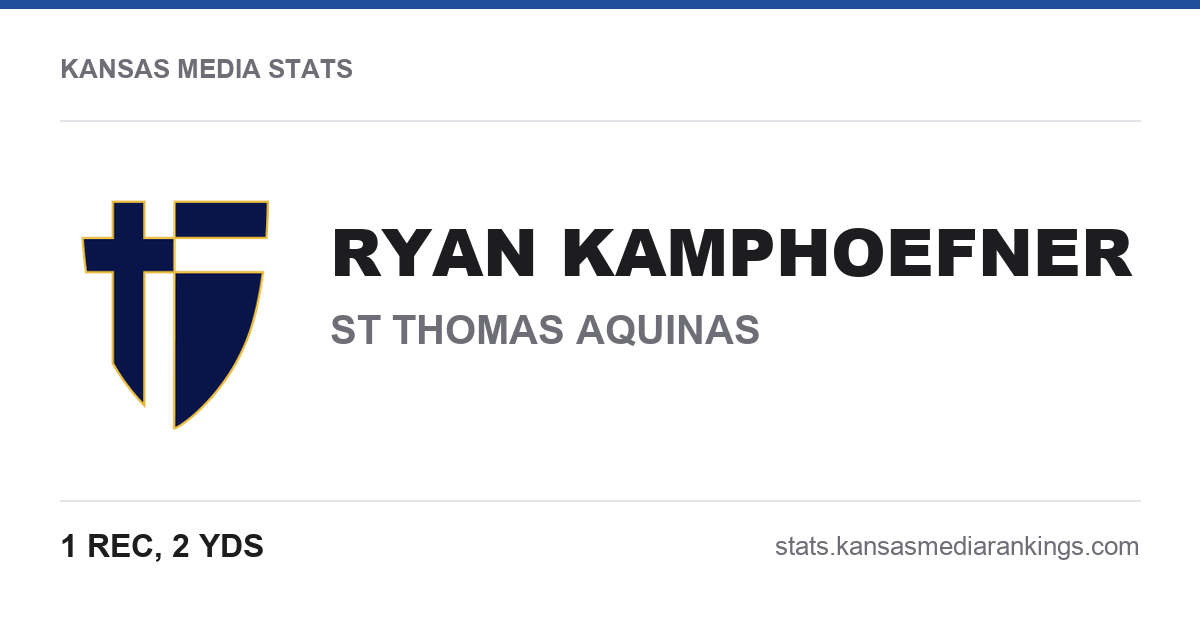 KANSAS MEDIA STATS
RYAN KAMPHOEFNER
ST THOMAS AQUINAS
1 REC, 2 YDS
stats.kansasmediarankings.com